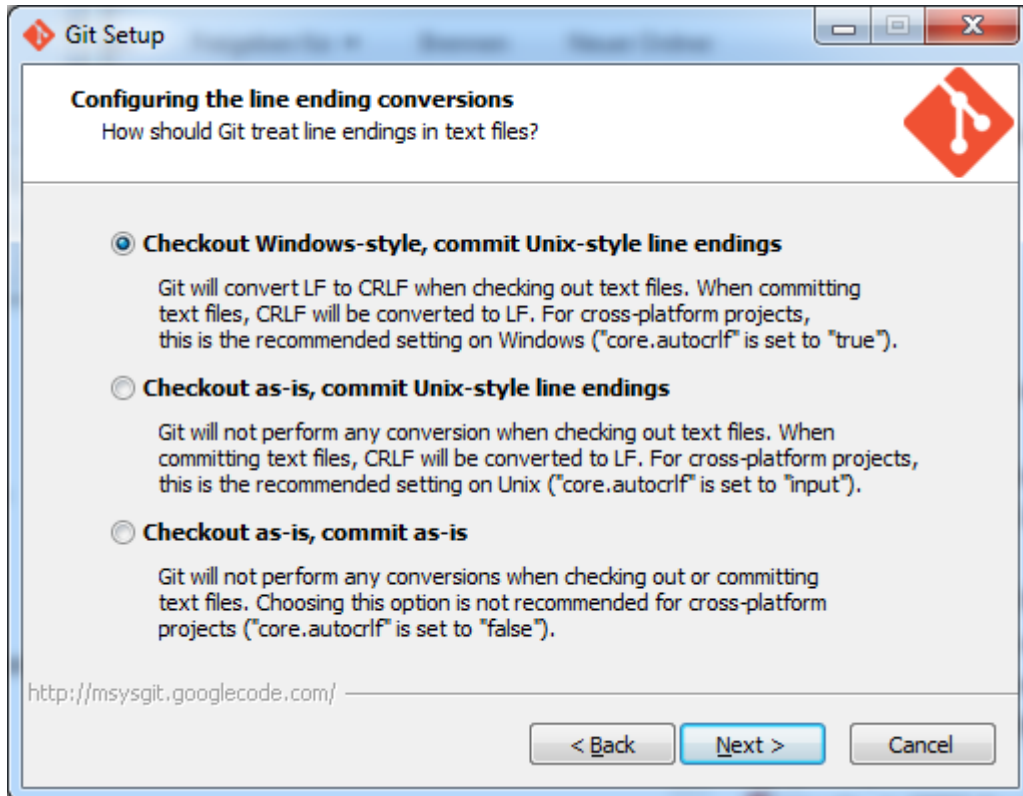 Git Setup
Configuring the line ending conversions
How should Git treat line endings in text files?
Checkout Windows-style, commit Unix-style line endings
Git will convert LF to CRLF when checking out text files. When committing
text files, CRLF will be converted to LF. For cross-platform projects,
this is the recommended setting on Windows ("core.autocrlf" is set to "true").
Checkout as-is, commit Unix-style line endings
Git will not perform any conversion when checking out text files. When
committing text files, CRLF will be converted to LF. For cross-platform projects,
this is the recommended setting on Unix ("core.autocrlf" is set to "input").
Checkout as-is, commit as-is
Git will not perform any conversions when checking out or committing
text files. Choosing this option is not recommended for cross-platform
projects ("core.autocrlf" is set to "false").
http://msysgit.googlecode.com/
< Back Next > Cancel